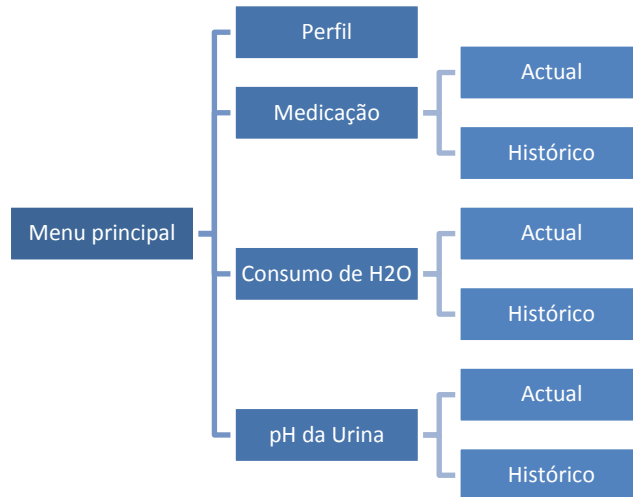 Menu principal
Perfil
Medicação
Actual
Histórico
Consumo de H2O
Actual
Histórico
pH da Urina
Actual
Histórico